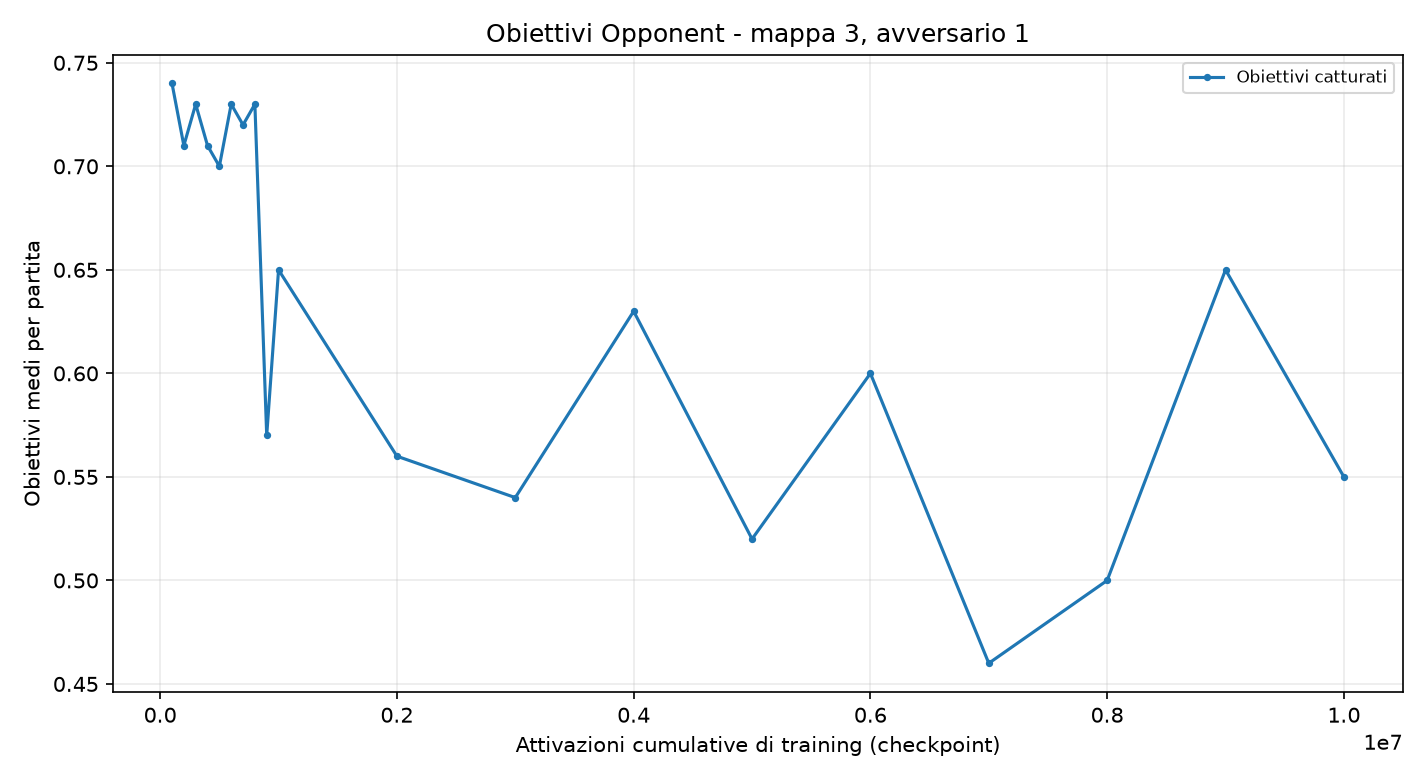 Obiettivi Opponent - mappa 3, avversario 1
Obiettivi catturati
Obiettivi medi per partita
0.75
0.70
0.65
0.60
0.55
0.50
0.45
0.0 0.2 0.4 0.6 0.8 1.0
1e7
Attivazioni cumulative di training (checkpoint)